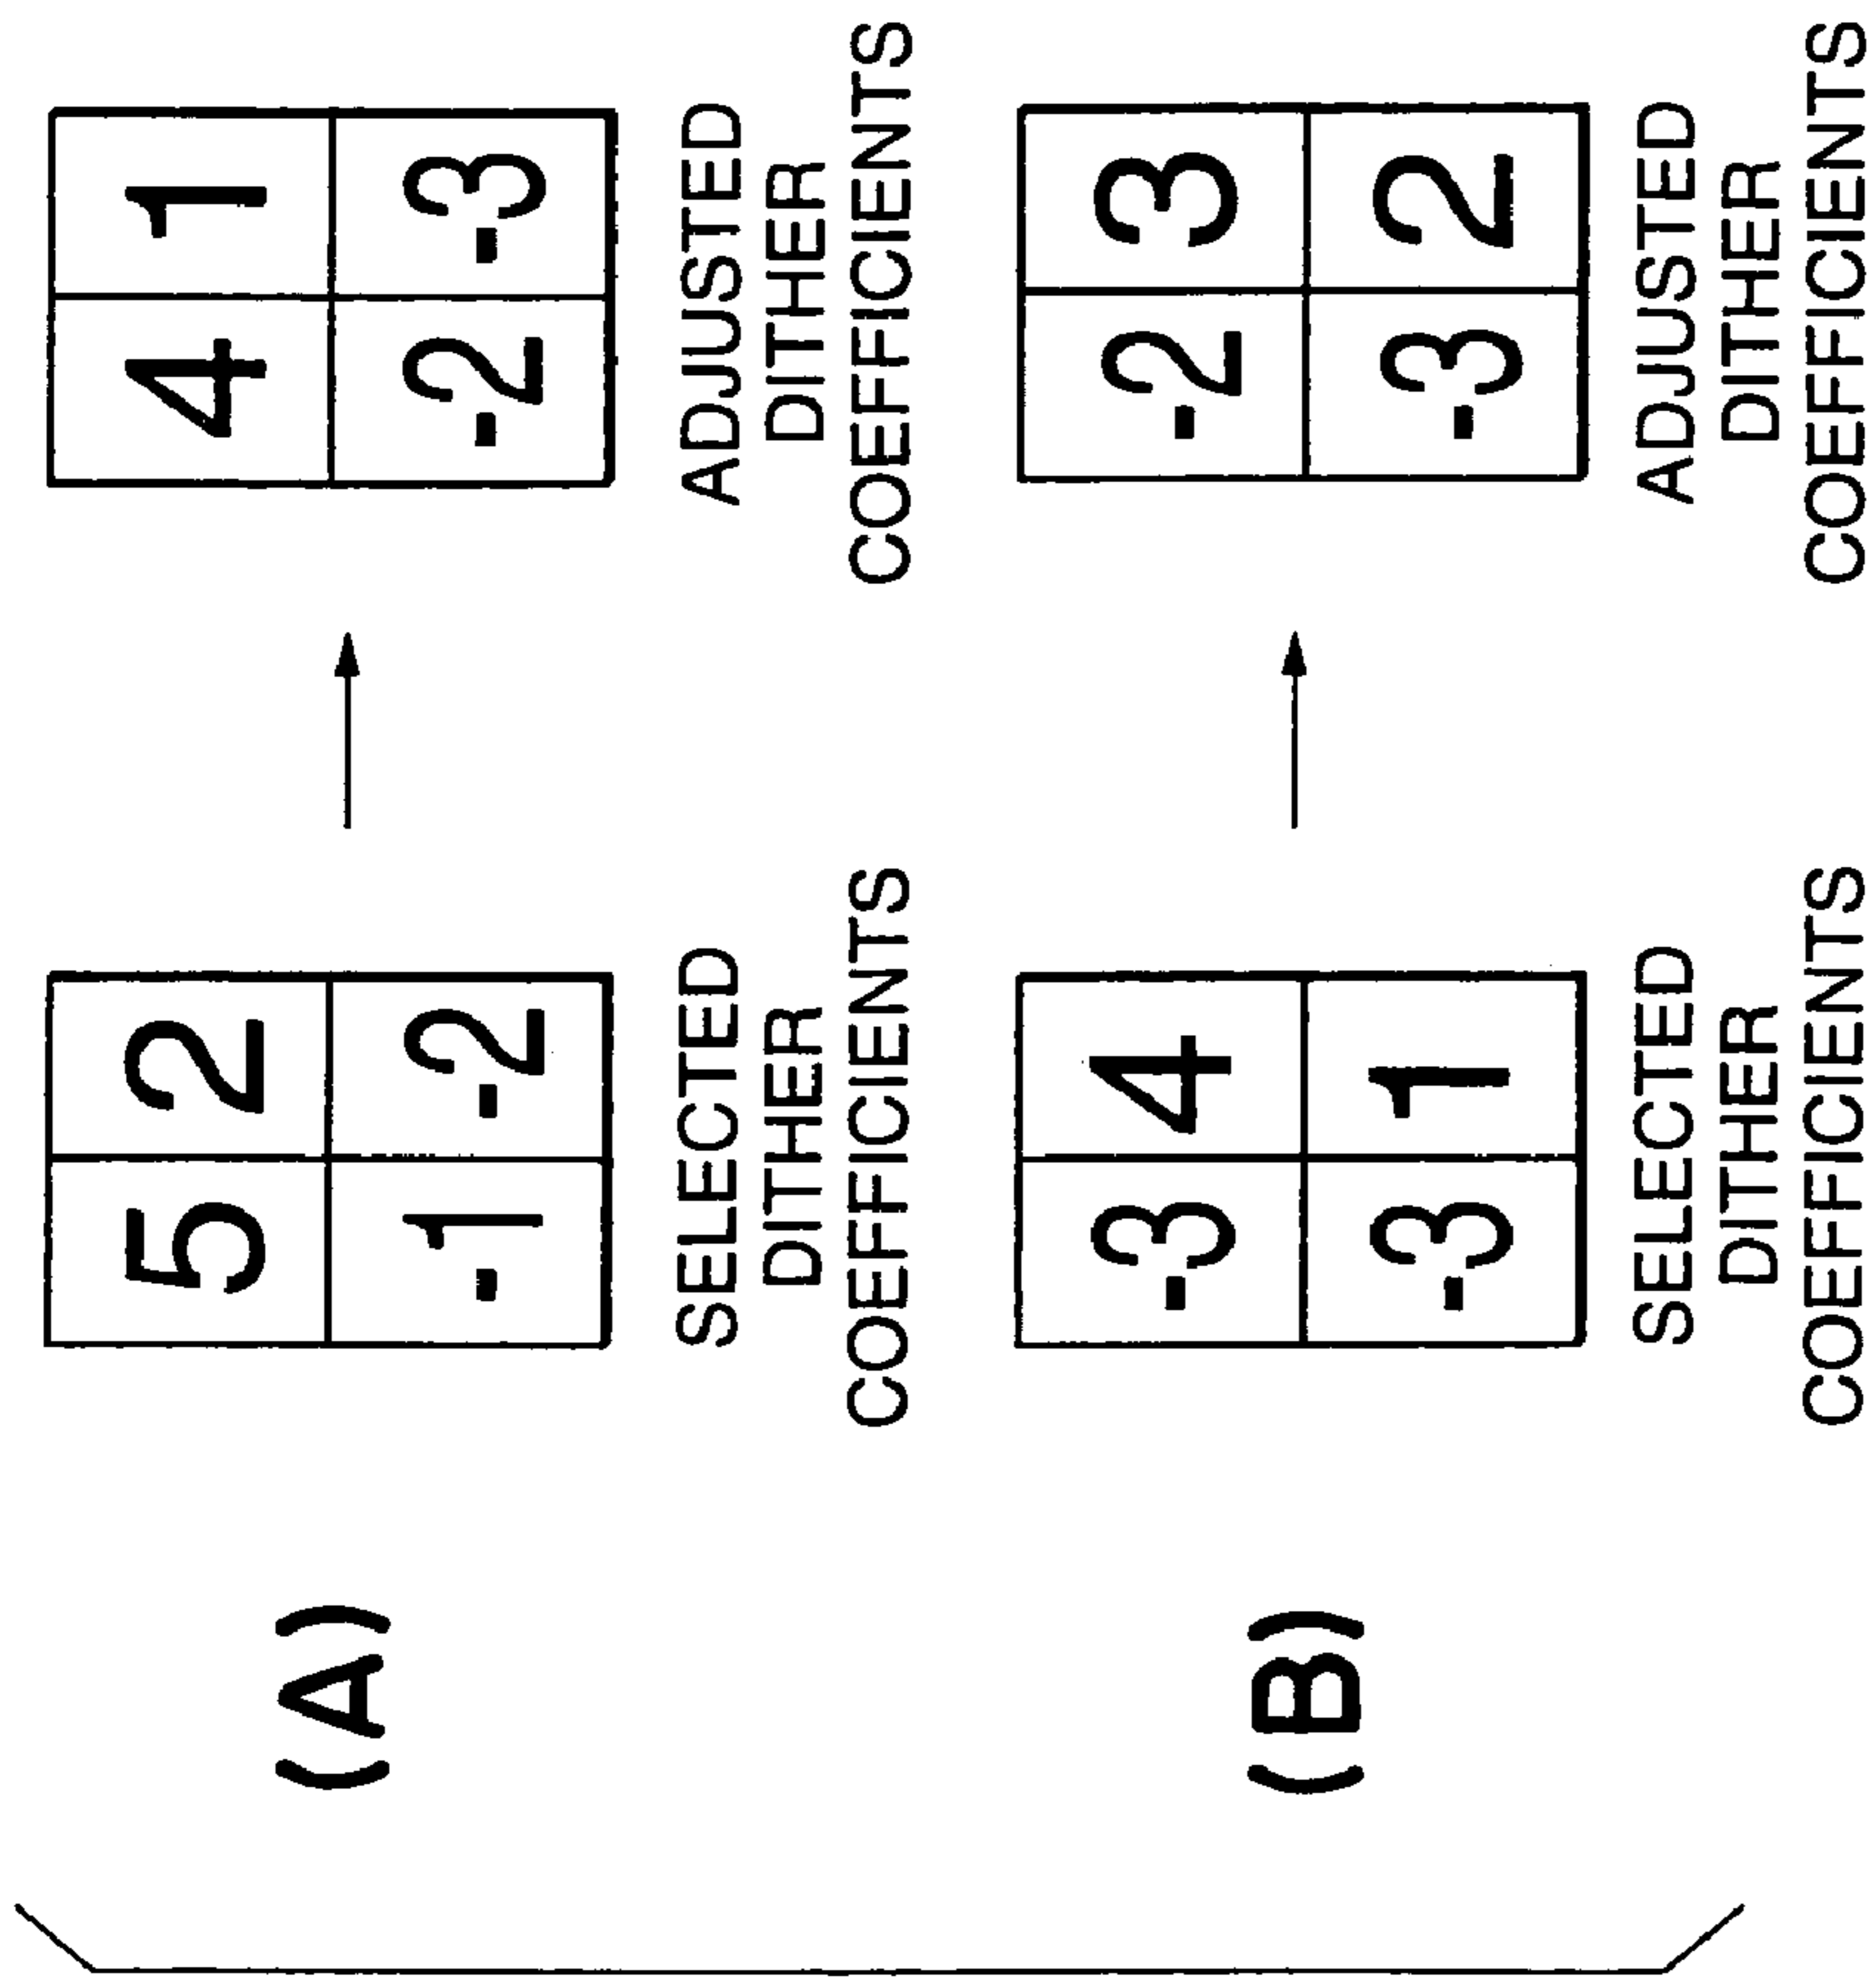 (A)
5 2
-1 -2
SELECTED
DITHER
COEFFICIENTS
4 1
-2 -3
ADJUSTED
DITHER
COEFFICIENTS
(B)
-3 4
-3 1
SELECTED
DITHER
COEFFICIENTS
-2 3
-3 2
ADJUSTED
DITHER
COEFFICIENTS